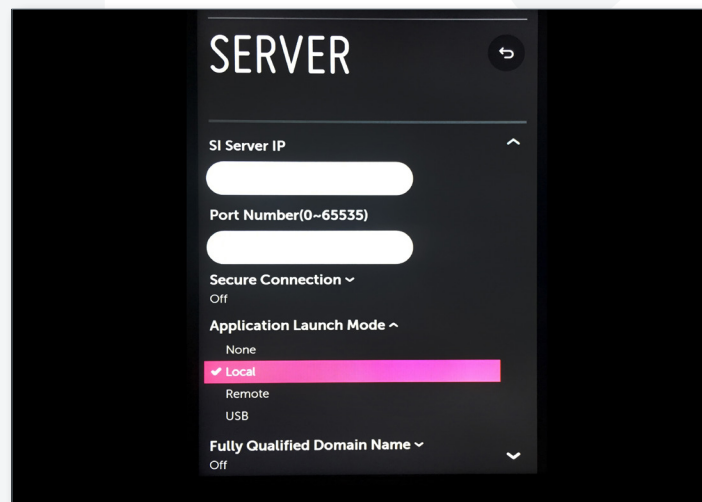 SERVER
SI Server IP
Port Number(0~65535)
Secure Connection
Off
Application Launch Mode
None
Local
Remote
USB
Fully Qualified Domain Name
Off